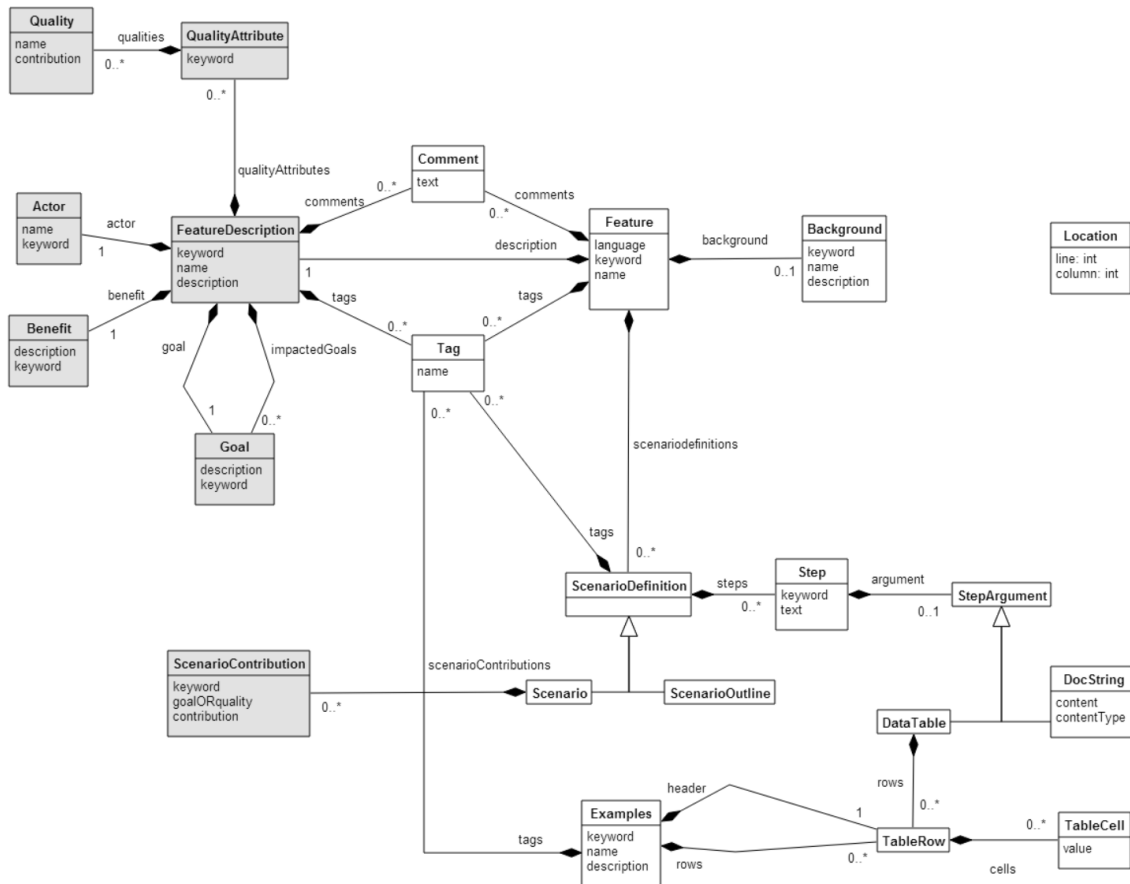 Quality
name
contribution
qualities
0..*
QualityAttribute
keyword
0..*
qualityAttributes
Comment
text
0..*
comments
comments
0..*
Actor
name
keyword
actor
1
FeatureDescription
keyword
name
description
description
1
Feature
language
keyword
name
background
0..1
Background
keyword
name
description
Location
line: int
column: int
benefit
1
Benefit
description
keyword
tags
0..*
tags
0..*
Tag
name
0..*
0..*
goal
1
impactedGoals
0..*
Goal
description
keyword
scenariodefinitions
0..*
tags
ScenarioDefinition
steps
0..*
Step
keyword
text
argument
0..1
StepArgument
ScenarioContribution
keyword
goalORquality
contribution
scenarioContributions
0..*
Scenario
ScenarioOutline
DocString
content
contentType
DataTable
rows
0..*
header
1
Examples
keyword
name
description
tags
rows
0..*
TableRow
0..*
cells
TableCell
value